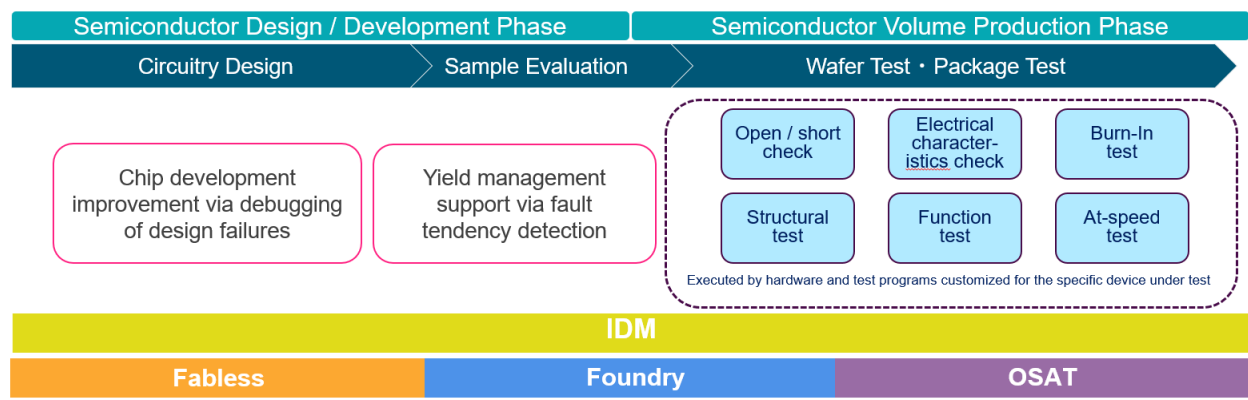 Semiconductor Design / Development Phase
Semiconductor Volume Production Phase
Circuitry Design
Sample Evaluation
Wafer Test・Package Test
Chip development
improvement via debugging
of design failures
Yield management
support via fault
tendency detection
Open / short
check
Electrical
character-
istics check
Burn-In
test
Structural
test
Function
test
At-speed
test
Executed by hardware and test programs customized for the specific device under test
IDM
Fabless
Foundry
OSAT